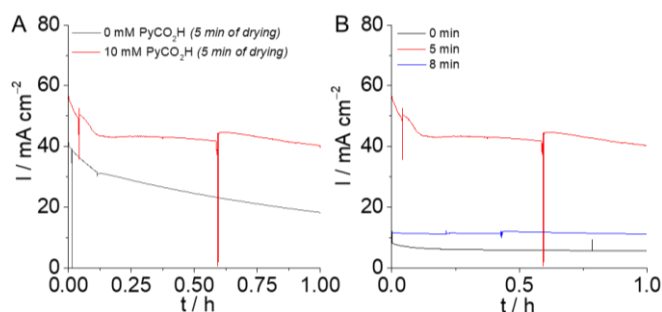 A
0 mM PyCO₂H (5 min of drying)
10 mM PyCO₂H (5 min of drying)
I / mA cm⁻²
80
60
40
20
0
0.00
0.25
0.50
0.75
1.00
t / h
B
0 min
5 min
8 min
I / mA cm⁻²
80
60
40
20
0
0.0
0.5
1.00
t / h